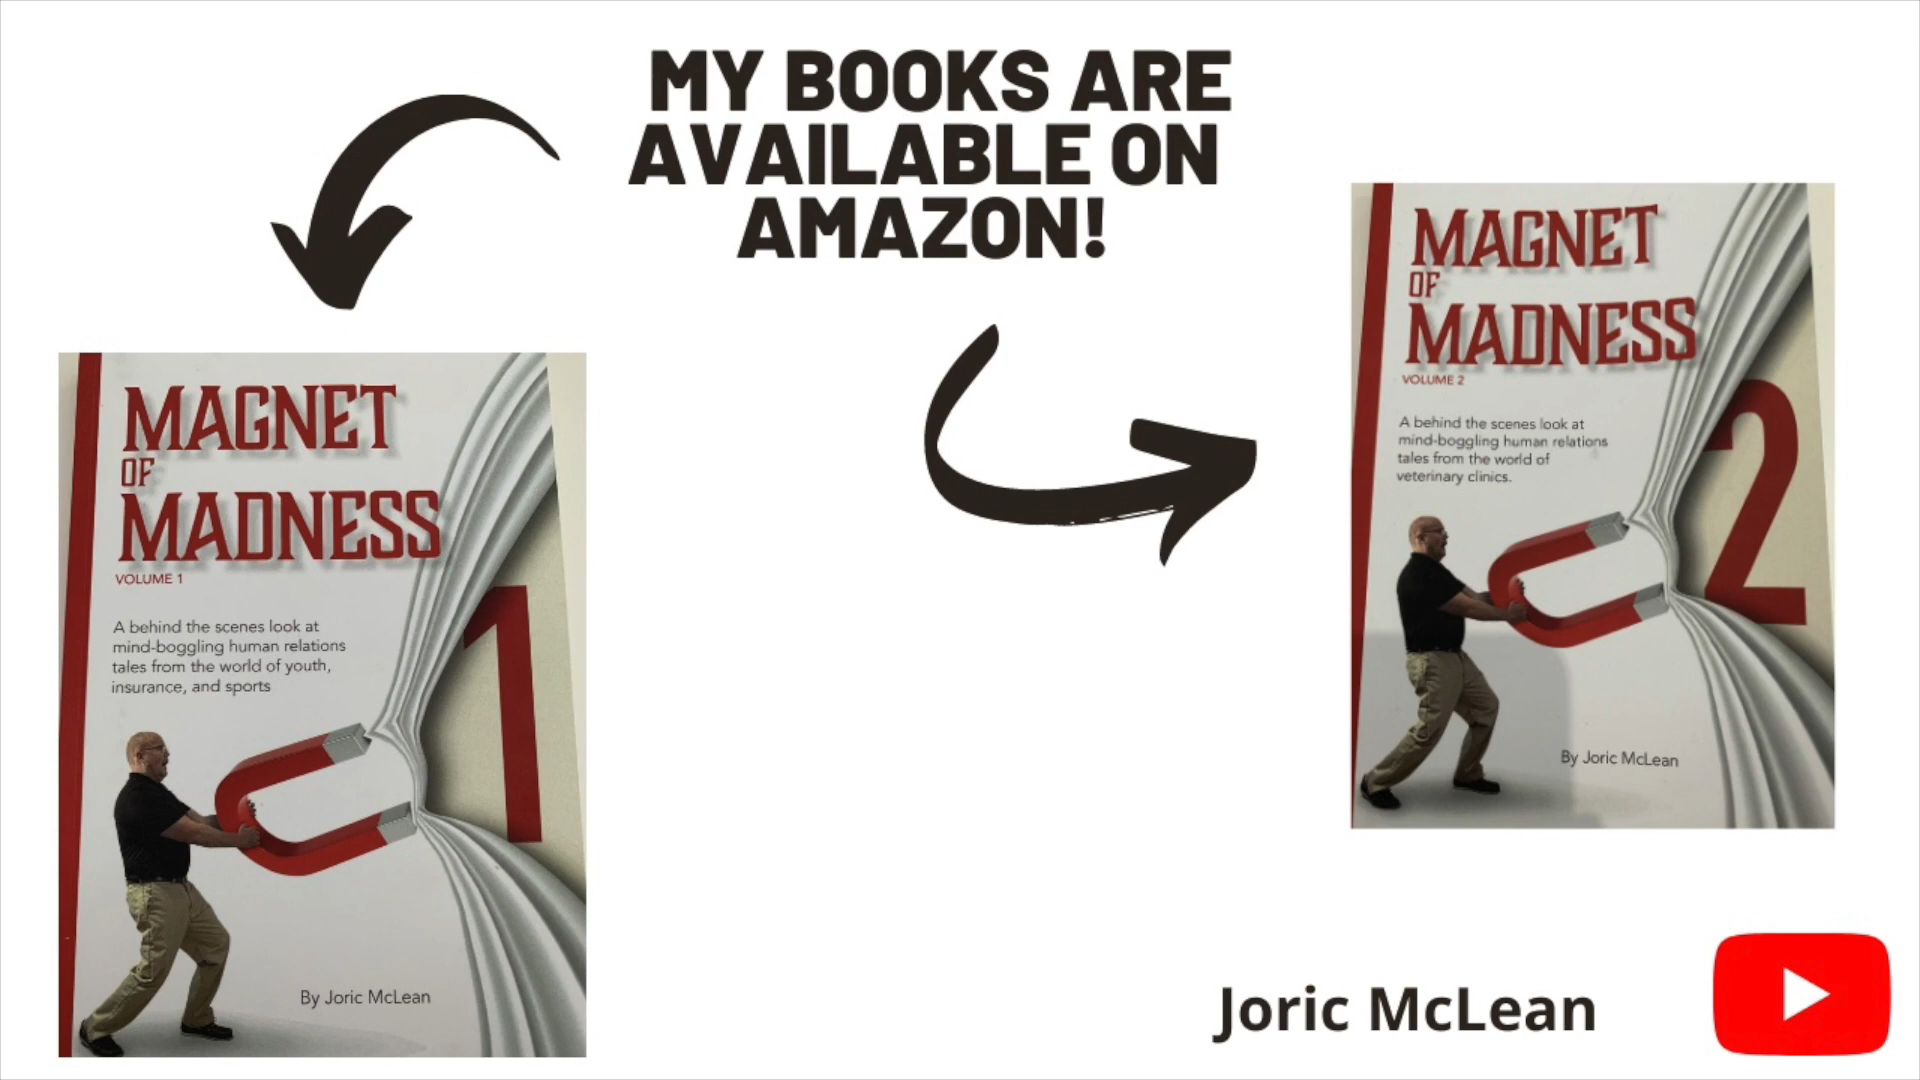 MY BOOKS ARE
AVAILABLE ON
AMAZON!
MAGNET
OF
MADNESS
VOLUME 1
1
A behind the scenes look at
mind-boggling human relations
tales from the world of youth,
insurance, and sports
By Joric McLean
MAGNET
OF
MADNESS
VOLUME 2
2
A behind the scenes look at
mind-boggling human relations
tales from the world of
veterinary clinics.
By Joric McLean
Joric McLean